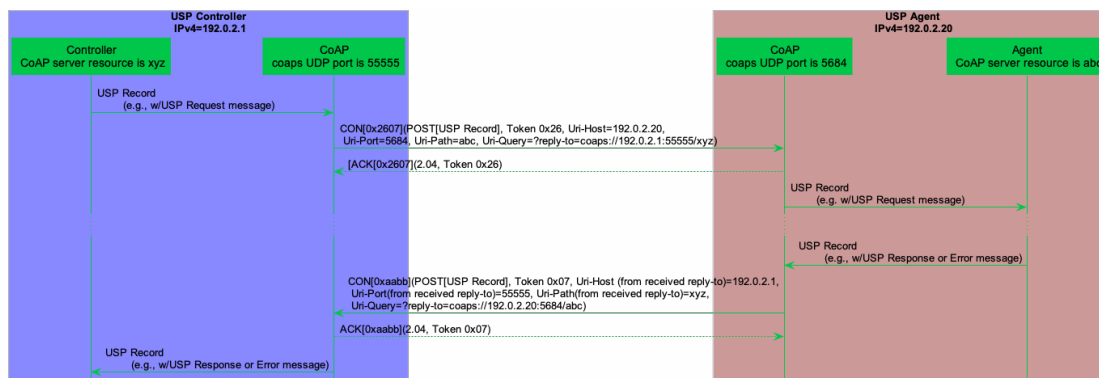 USP Controller
IPv4=192.0.2.1
USP Agent
IPv4=192.0.2.20
Controller
CoAP server resource is xyz
CoAP
coaps UDP port is 55555
CoAP
coaps UDP port is 5684
Agent
CoAP server resource is abc
USP Record
(e.g., w/USP Request message)
CON[0x2607](POST[USP Record], Token 0x26, Uri-Host=192.0.2.20,
Uri-Port=5684, Uri-Path=abc, Uri-Query=?reply-to=coaps://192.0.2.1:55555/xyz)
[ACK[0x2607](2.04, Token 0x26)
USP Record
(e.g. w/USP Request message)
USP Record
(e.g., w/USP Response or Error message)
CON[0xaabb](POST[USP Record], Token 0x07, Uri-Host (from received reply-to)=192.0.2.1,
Uri-Port(from received reply-to)=55555, Uri-Path(from received reply-to)=xyz,
Uri-Query=?reply-to=coaps://192.0.2.20:5684/abc)
ACK[0xaabb](2.04, Token 0x07)
USP Record
(e.g., w/USP Response or Error message)